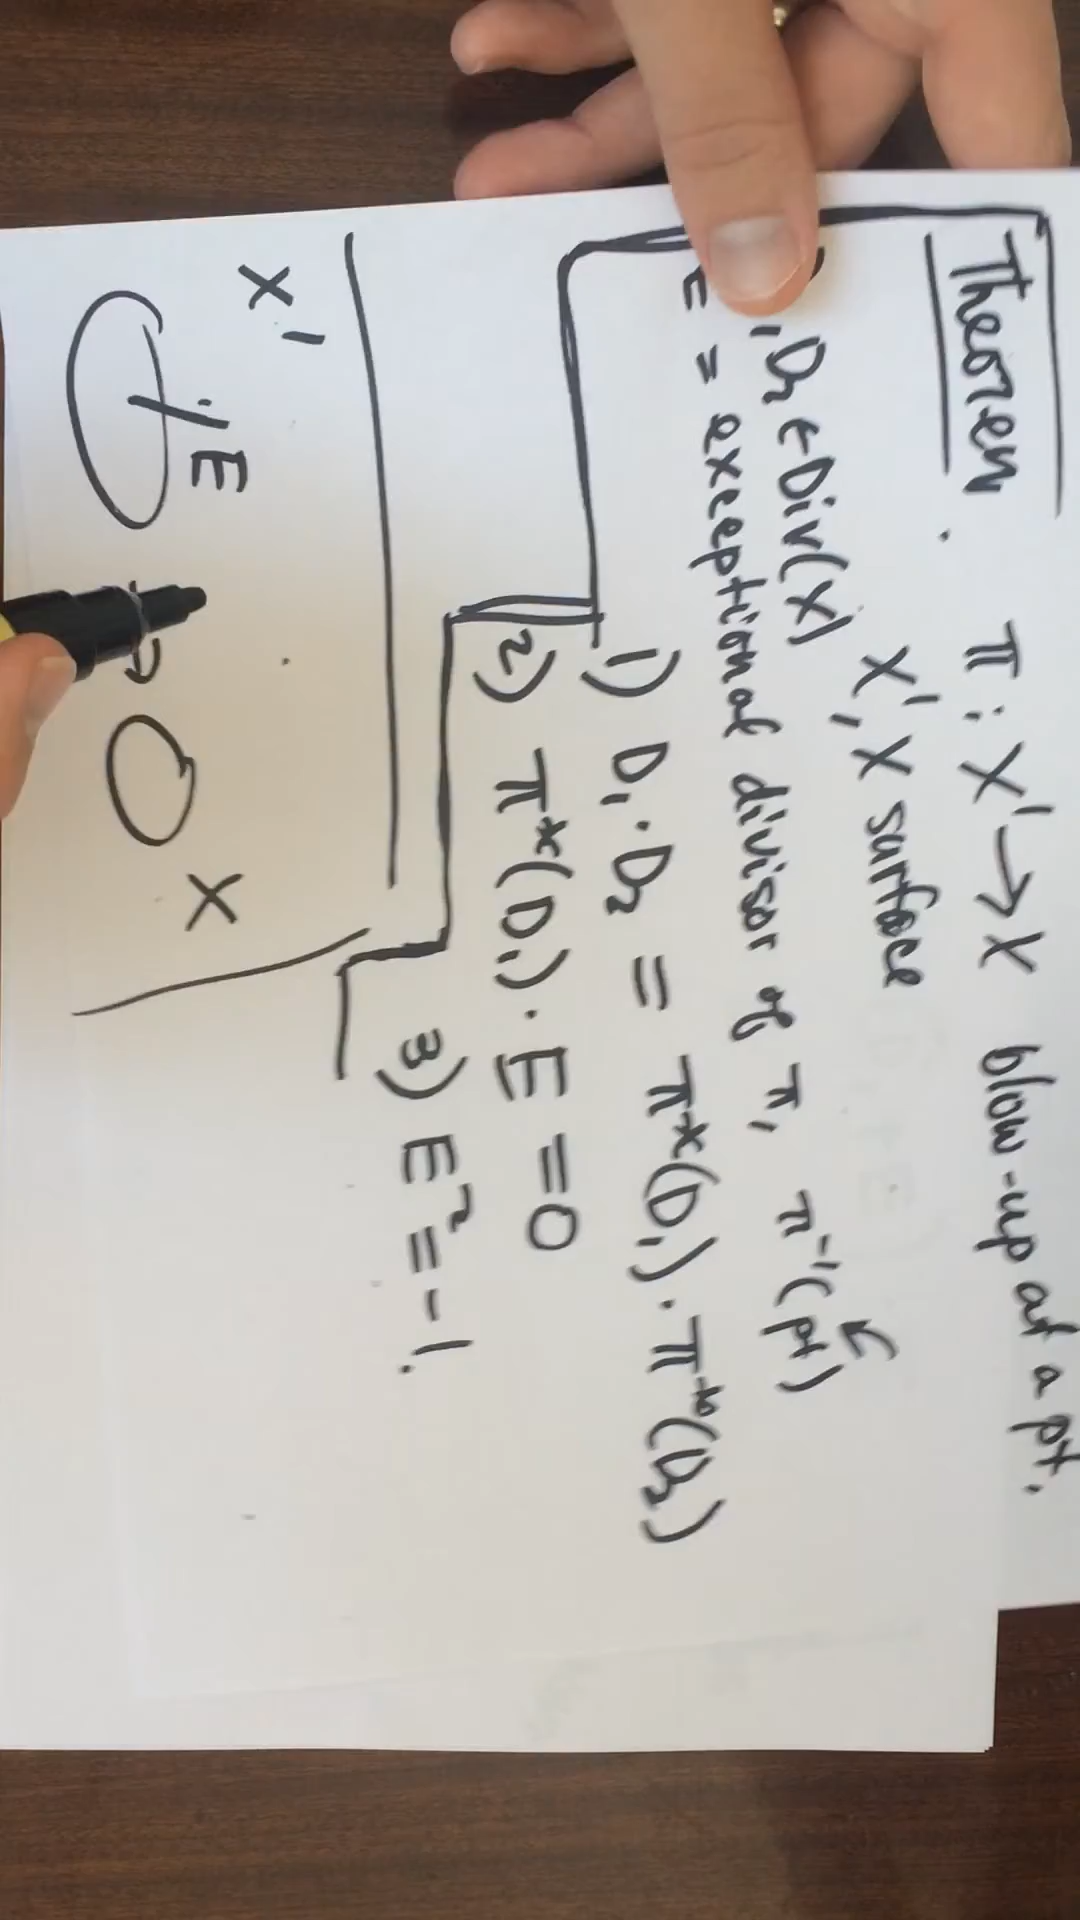 Theorem. π: X' → X blow-up at a pt.
X', X surface
, D₂ ∈ Div(X)
E = exceptional divisor of π, π⁻¹(pt)
1) D₁·D₂ = π*(D₁)·π*(D₂)
2) π*(D₁)·E = 0
3) E² = -1.
X'
E
X